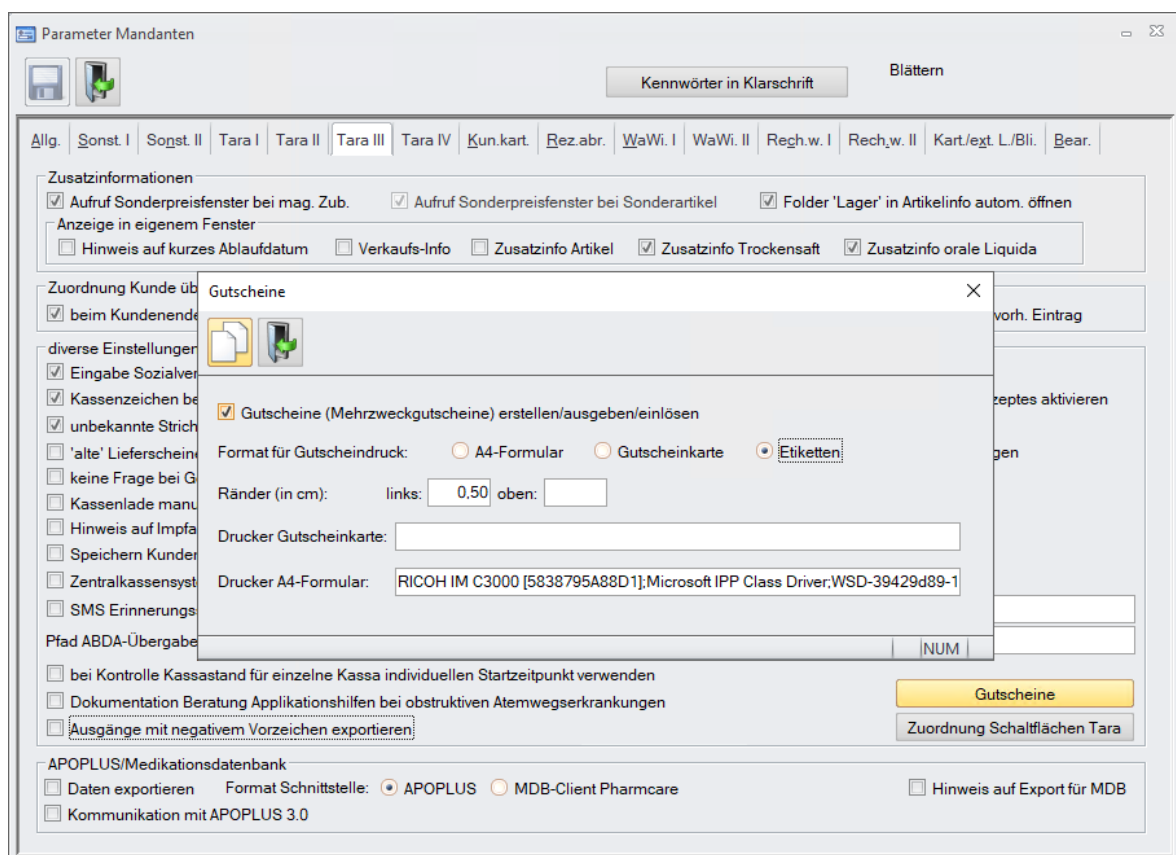 Parameter Mandanten
Kennwörter in Klarschrift
Blättern
Allg. Sonst. I Sonst. II Tara I Tara II Tara III Tara IV Kun.kart. Rez.abr. WaWi. I WaWi. II Rech.w. I Rech.w. II Kart./ext. L./Bli. Bear.
Zusatzinformationen
Aufruf Sonderpreisfenster bei mag. Zub. Aufruf Sonderpreisfenster bei Sonderartikel Folder 'Lager' in Artikelinfo autom. öffnen
Anzeige in eigenem Fenster
Hinweis auf kurzes Ablaufdatum Verkaufs-Info Zusatzinfo Artikel Zusatzinfo Trockensaft Zusatzinfo orale Liquida
Zuordnung Kunde üb
beim Kundenende vorh. Eintrag
Gutscheine
diverse Einstellungen
Eingabe Sozialver
Kassenzeichen be zeptes aktivieren
unbekannte Strich
'alte' Lieferscheine gen
keine Frage bei G
Kassenlade manu
Hinweis auf Impfa
Speichern Kunden
Zentralkassensyst
SMS Erinnerungs
Pfad ABDA-Übergabe
Gutscheine (Mehrzweckgutscheine) erstellen/ausgeben/einlösen
Format für Gutscheindruck: A4-Formular Gutscheinkarte Etiketten
Ränder (in cm): links: 0,50 oben:
Drucker Gutscheinkarte:
Drucker A4-Formular: RICOH IM C3000 [5838795A88D1];Microsoft IPP Class Driver;WSD-39429d89-1
NUM
bei Kontrolle Kassastand für einzelne Kassa individuellen Startzeitpunkt verwenden
Dokumentation Beratung Applikationshilfen bei obstruktiven Atemwegserkrankungen
Gutscheine
Ausgänge mit negativem Vorzeichen exportieren
Zuordnung Schaltflächen Tara
APOPLUS/Medikationsdatenbank
Daten exportieren Format Schnittstelle: APOPLUS MDB-Client Pharmcare Hinweis auf Export für MDB
Kommunikation mit APOPLUS 3.0